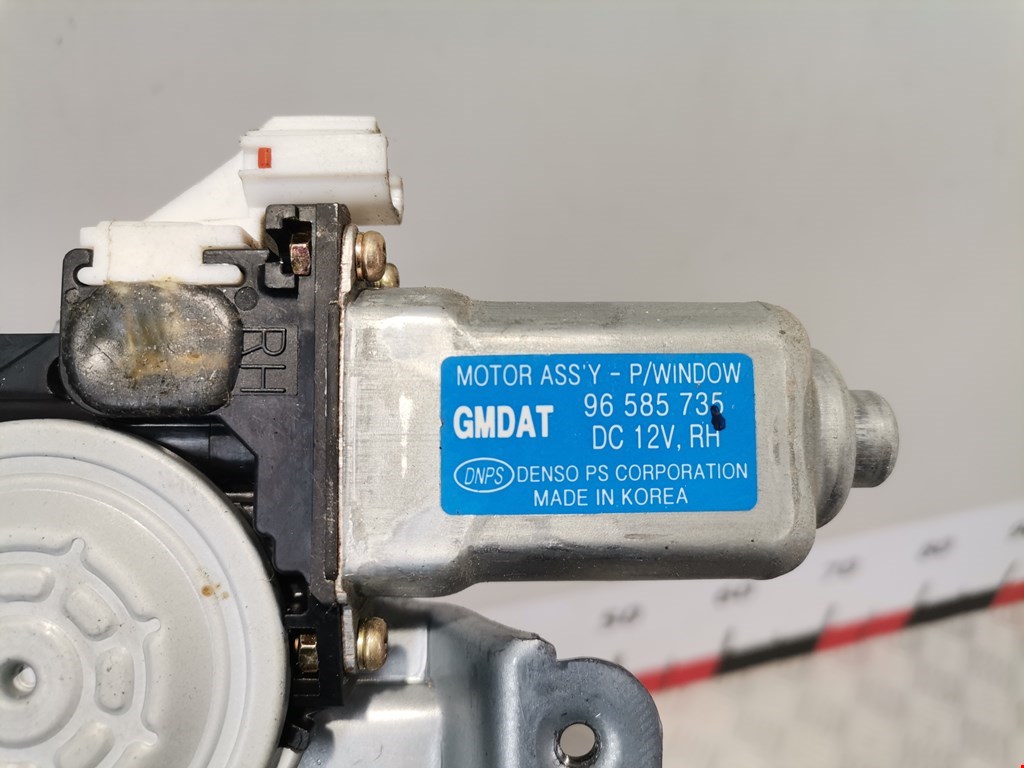 RH
MOTOR ASS'Y - P/WINDOW
GMDAT 96 585 735
DC 12V, RH
DNPS DENSO PS CORPORATION
MADE IN KOREA